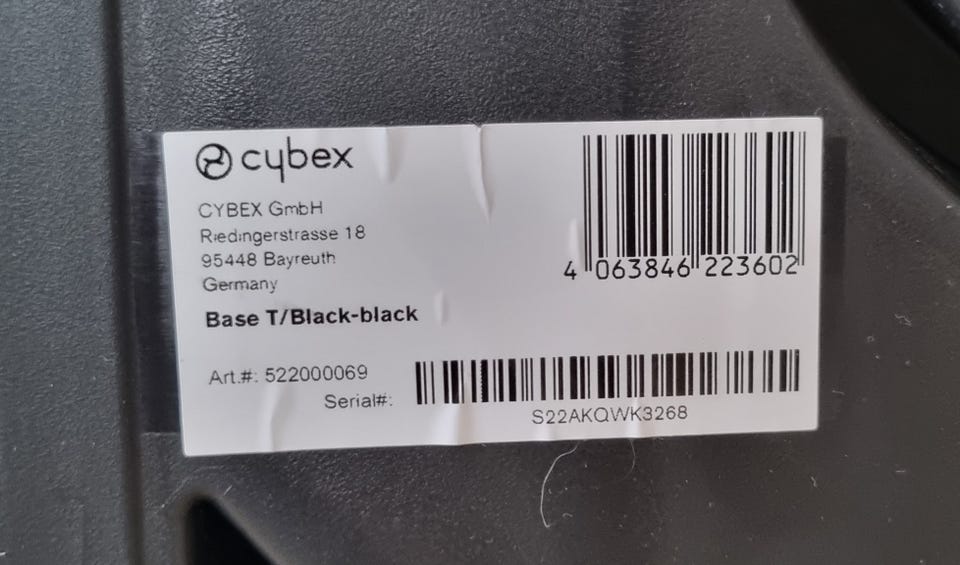 cybex
CYBEX GmbH
Riedingerstrasse 18
95448 Bayreuth
Germany
Base T/Black-black
4 063846 223602
Art.#: 522000069
Serial#:
S22AKQWK3268